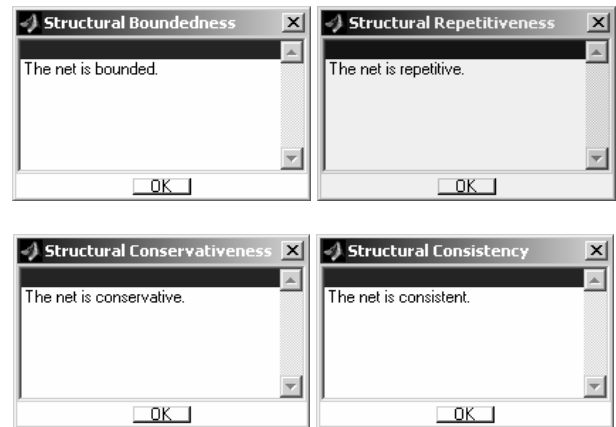 Structural Boundedness
The net is bounded.
OK
Structural Repetitiveness
The net is repetitive.
OK
Structural Conservativeness
The net is conservative.
OK
Structural Consistency
The net is consistent.
OK